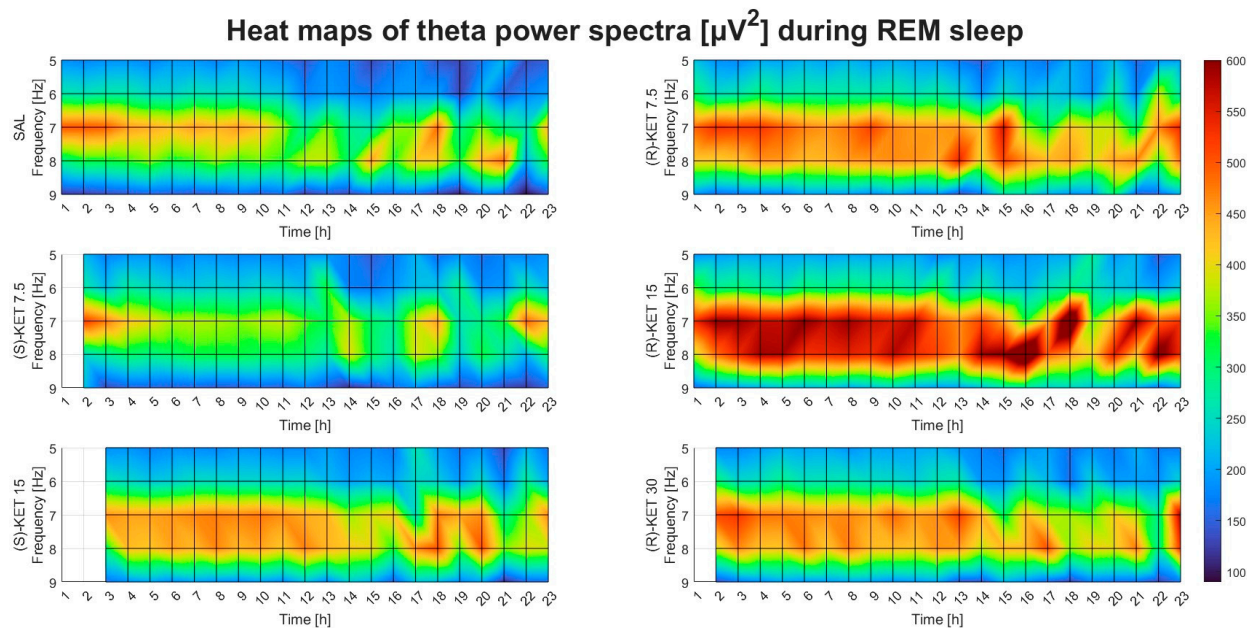 Heat maps of theta power spectra [µV²] during REM sleep
SAL
Frequency [Hz]
5
6
7
8
9
1 2 3 4 5 6 7 8 9 10 11 12 13 14 15 16 17 18 19 20 21 22 23
Time [h]
(R)-KET 7.5
Frequency [Hz]
5
6
7
8
9
1 2 3 4 5 6 7 8 9 10 11 12 13 14 15 16 17 18 19 20 21 22 23
Time [h]
(S)-KET 7.5
Frequency [Hz]
5
6
7
8
9
1 2 3 4 5 6 7 8 9 10 11 12 13 14 15 16 17 18 19 20 21 22 23
Time [h]
(R)-KET 15
Frequency [Hz]
5
6
7
8
9
1 2 3 4 5 6 7 8 9 10 11 12 13 14 15 16 17 18 19 20 21 22 23
Time [h]
(S)-KET 15
Frequency [Hz]
5
6
7
8
9
1 2 3 4 5 6 7 8 9 10 11 12 13 14 15 16 17 18 19 20 21 22 23
Time [h]
(R)-KET 30
Frequency [Hz]
5
6
7
8
9
1 2 3 4 5 6 7 8 9 10 11 12 13 14 15 16 17 18 19 20 21 22 23
Time [h]
600
550
500
450
400
350
300
250
200
150
100